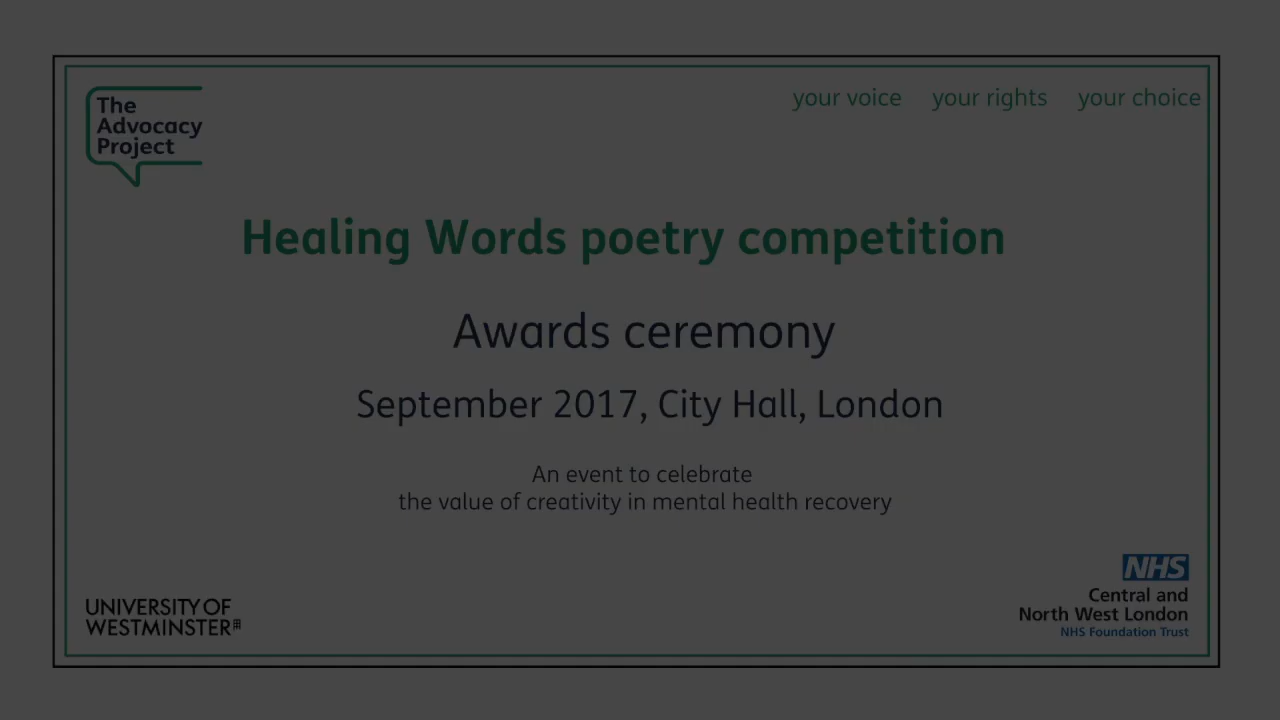 The
Advocacy
Project
your voice your rights your choice
Healing Words poetry competition
Awards ceremony
September 2017, City Hall, London
An event to celebrate
the value of creativity in mental health recovery
UNIVERSITY OF
WESTMINSTER
NHS
Central and
North West London
NHS Foundation Trust